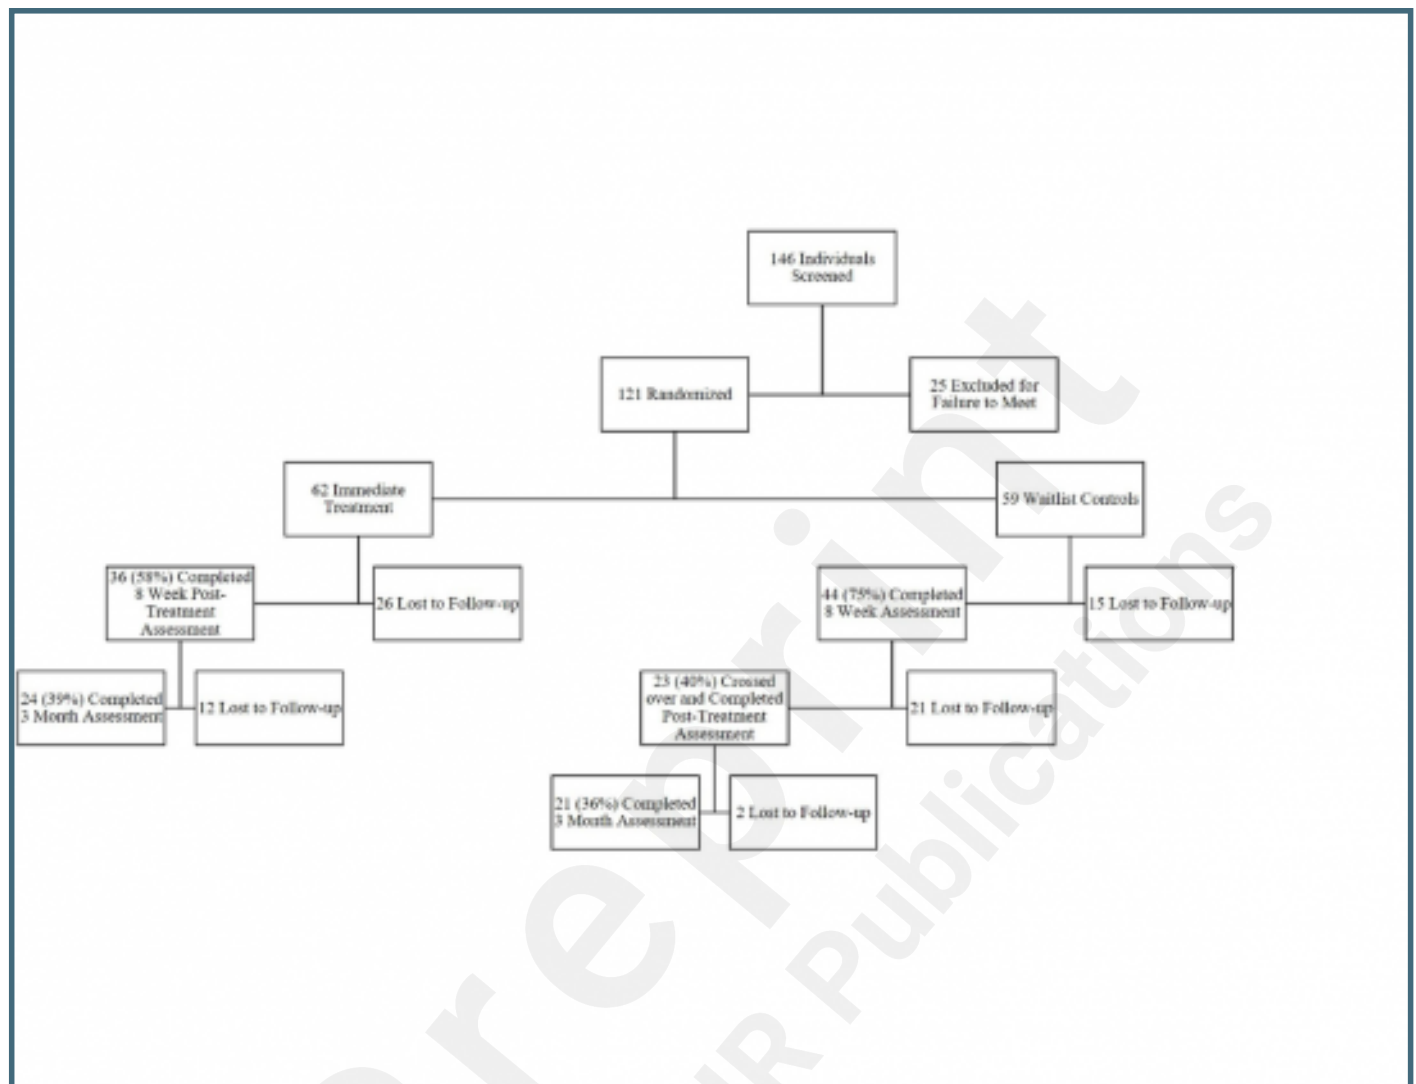 146 Individuals
Screened
121 Randomized
25 Excluded for
Failure to Meet
62 Immediate
Treatment
59 Waitlist Controls
36 (58%) Completed
8 Week Post-
Treatment
Assessment
26 Lost to Follow-up
44 (75%) Completed
8 Week Assessment
15 Lost to Follow-up
24 (39%) Completed
3 Month Assessment
12 Lost to Follow-up
23 (40%) Crossed
over and Completed
Post-Treatment
Assessment
21 Lost to Follow-up
21 (36%) Completed
3 Month Assessment
2 Lost to Follow-up
reprint
R Publications